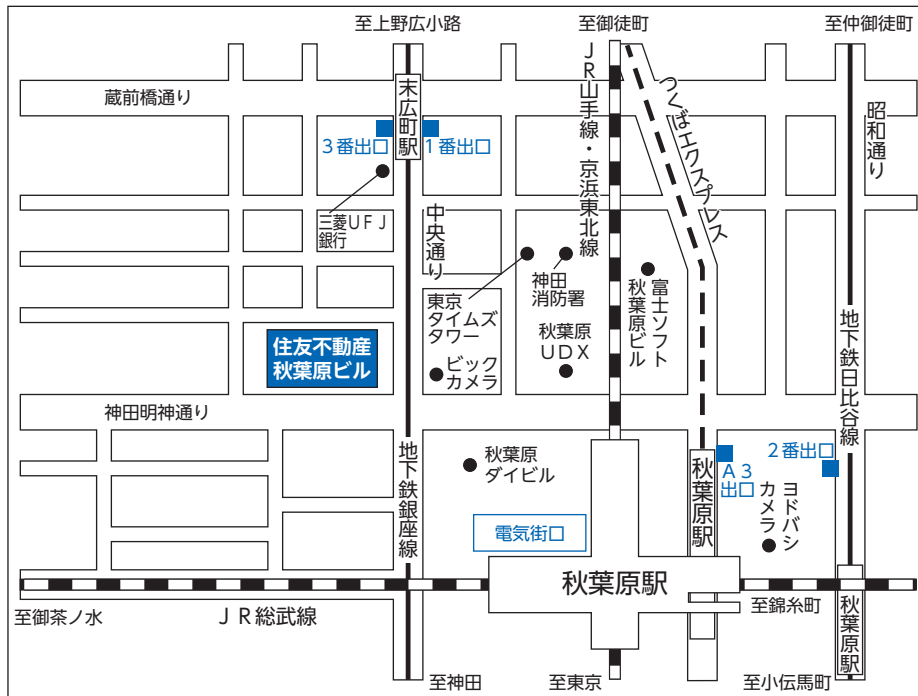 至上野広小路
至御徒町
至仲御徒町
蔵前橋通り
末広町駅
3番出口
1番出口
JR山手線・京浜東北線
つくばエクスプレス
昭和通り
三菱UFJ
銀行
中央通り
東京
タイムズ
タワー
神田
消防署
富士ソフト
秋葉原ビル
住友不動産
秋葉原ビル
ビック
カメラ
秋葉原
UDX
地下鉄日比谷線
神田明神通り
地下鉄銀座線
秋葉原
ダイビル
秋葉原駅
A3
出口
2番出口
ヨドバシ
カメラ
電気街口
秋葉原駅
至御茶ノ水
JR総武線
至錦糸町
秋葉原駅
至神田
至東京
至小伝馬町